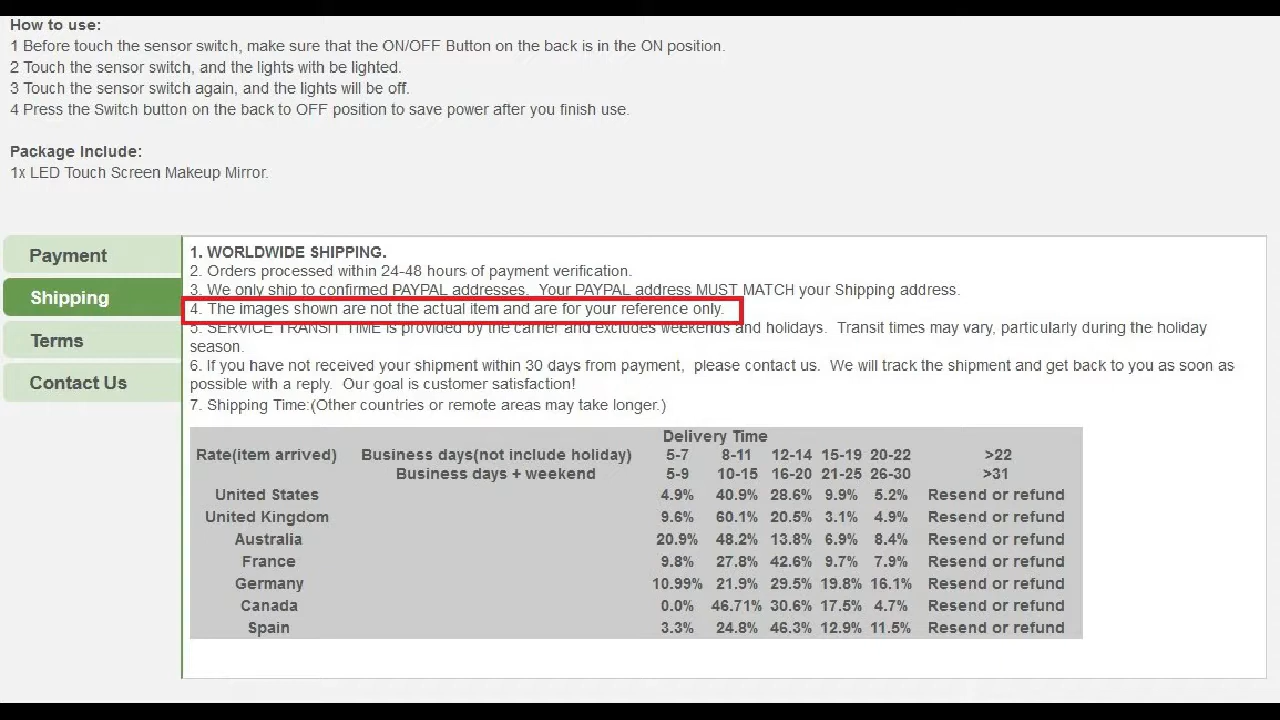 How to use:
1 Before touch the sensor switch, make sure that the ON/OFF Button on the back is in the ON position.
2 Touch the sensor switch, and the lights with be lighted.
3 Touch the sensor switch again, and the lights will be off.
4 Press the Switch button on the back to OFF position to save power after you finish use.
Package Include:
1x LED Touch Screen Makeup Mirror.
Payment
Shipping
Terms
Contact Us
1. WORLDWIDE SHIPPING.
2. Orders processed within 24-48 hours of payment verification.
3. We only ship to confirmed PAYPAL addresses. Your PAYPAL address MUST MATCH your Shipping address.
4. The images shown are not the actual item and are for your reference only.
5. SERVICE TRANSIT TIME is provided by the carrier and excludes weekends and holidays. Transit times may vary, particularly during the holiday
season.
6. If you have not received your shipment within 30 days from payment, please contact us. We will track the shipment and get back to you as soon as
possible with a reply. Our goal is customer satisfaction!
7. Shipping Time:(Other countries or remote areas may take longer.)
Delivery Time
Rate(item arrived) Business days(not include holiday) 5-7 8-11 12-14 15-19 20-22 >22
Business days + weekend 5-9 10-15 16-20 21-25 26-30 >31
United States 4.9% 40.9% 28.6% 9.9% 5.2% Resend or refund
United Kingdom 9.6% 60.1% 20.5% 3.1% 4.9% Resend or refund
Australia 20.9% 48.2% 13.8% 6.9% 8.4% Resend or refund
France 9.8% 27.8% 42.6% 9.7% 7.9% Resend or refund
Germany 10.99% 21.9% 29.5% 19.8% 16.1% Resend or refund
Canada 0.0% 46.71% 30.6% 17.5% 4.7% Resend or refund
Spain 3.3% 24.8% 46.3% 12.9% 11.5% Resend or refund